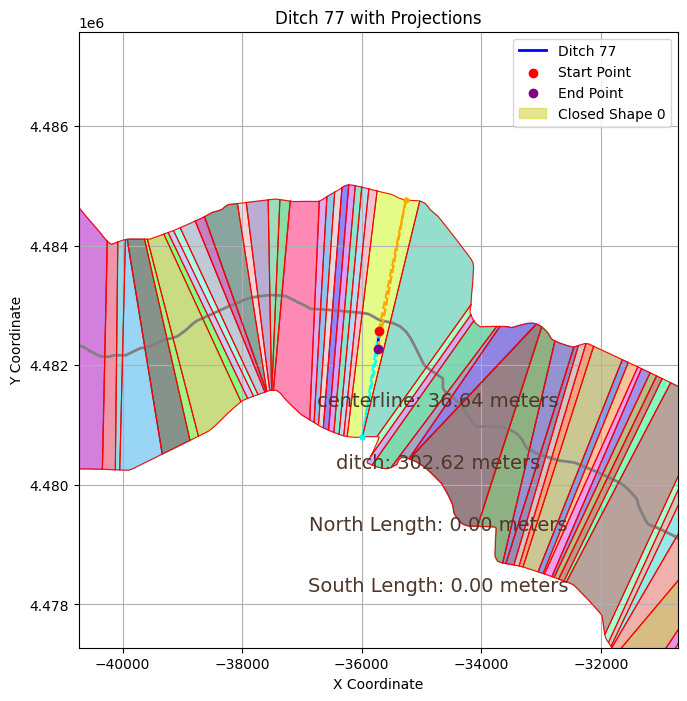 Ditch 77 with Projections
1e6
Ditch 77
Start Point
End Point
Closed Shape 0
4.486
4.484
4.482
4.480
4.478
Y Coordinate
centerline: 36.64 meters
ditch: 302.62 meters
North Length: 0.00 meters
South Length: 0.00 meters
−40000
−38000
−36000
−34000
−32000
X Coordinate